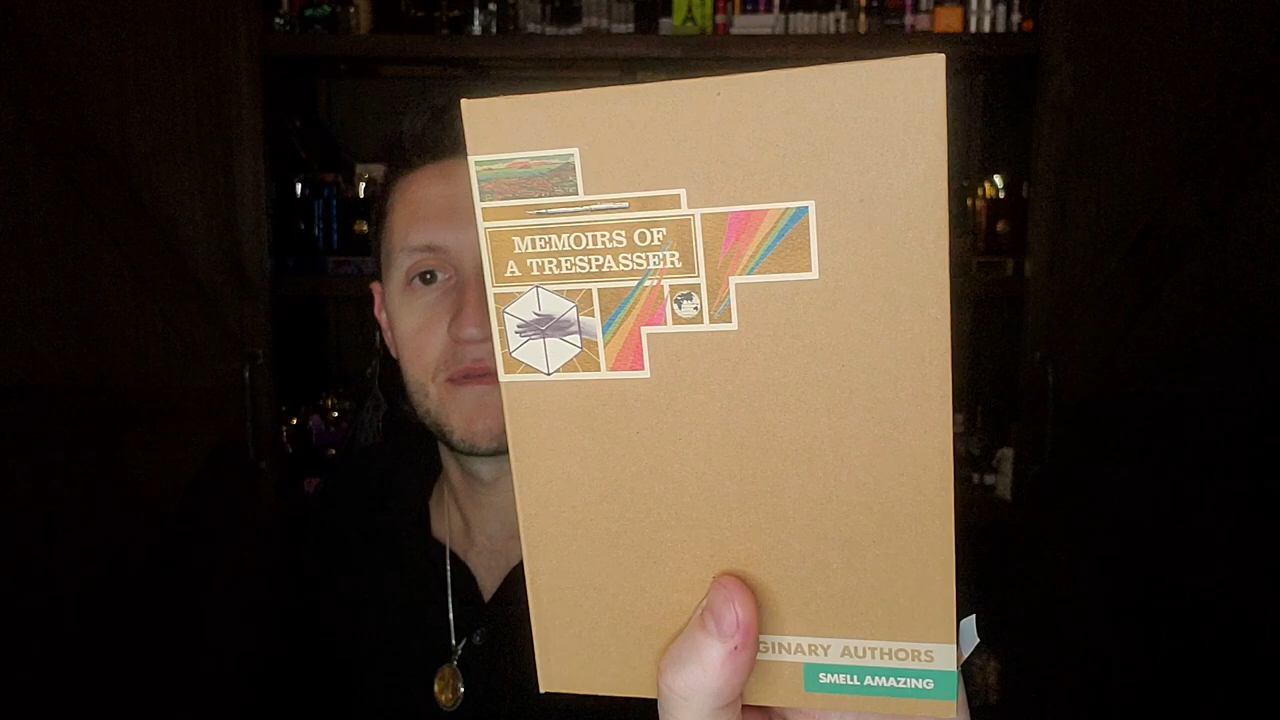 MEMOIRS OF
A TRESPASSER
GINARY AUTHORS
SMELL AMAZING